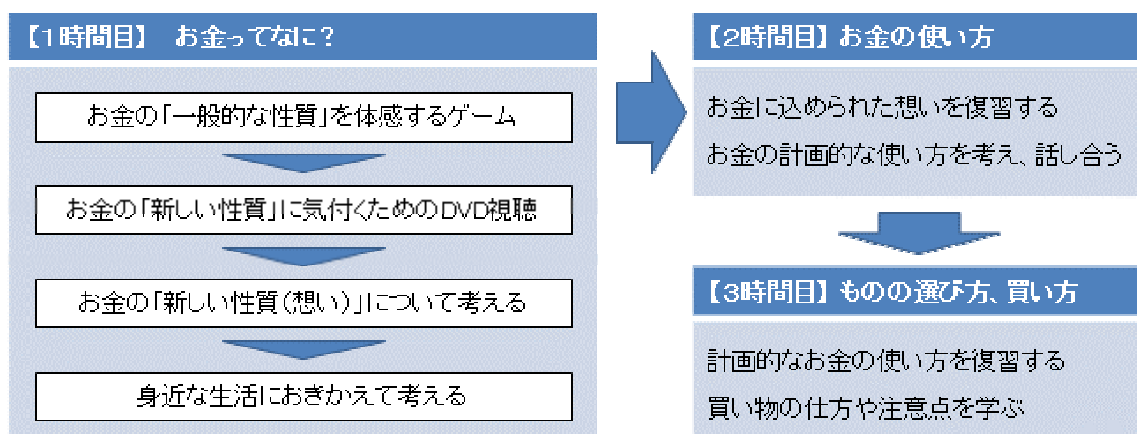 【1時間目】 お金ってなに？
お金の「一般的な性質」を体感するゲーム
お金の「新しい性質」に気付くためのDVD視聴
お金の「新しい性質(想い)」について考える
身近な生活におきかえて考える
【2時間目】お金の使い方
お金に込められた想いを復習する
お金の計画的な使い方を考え、話し合う
【3時間目】ものの選び方、買い方
計画的なお金の使い方を復習する
買い物の仕方や注意点を学ぶ